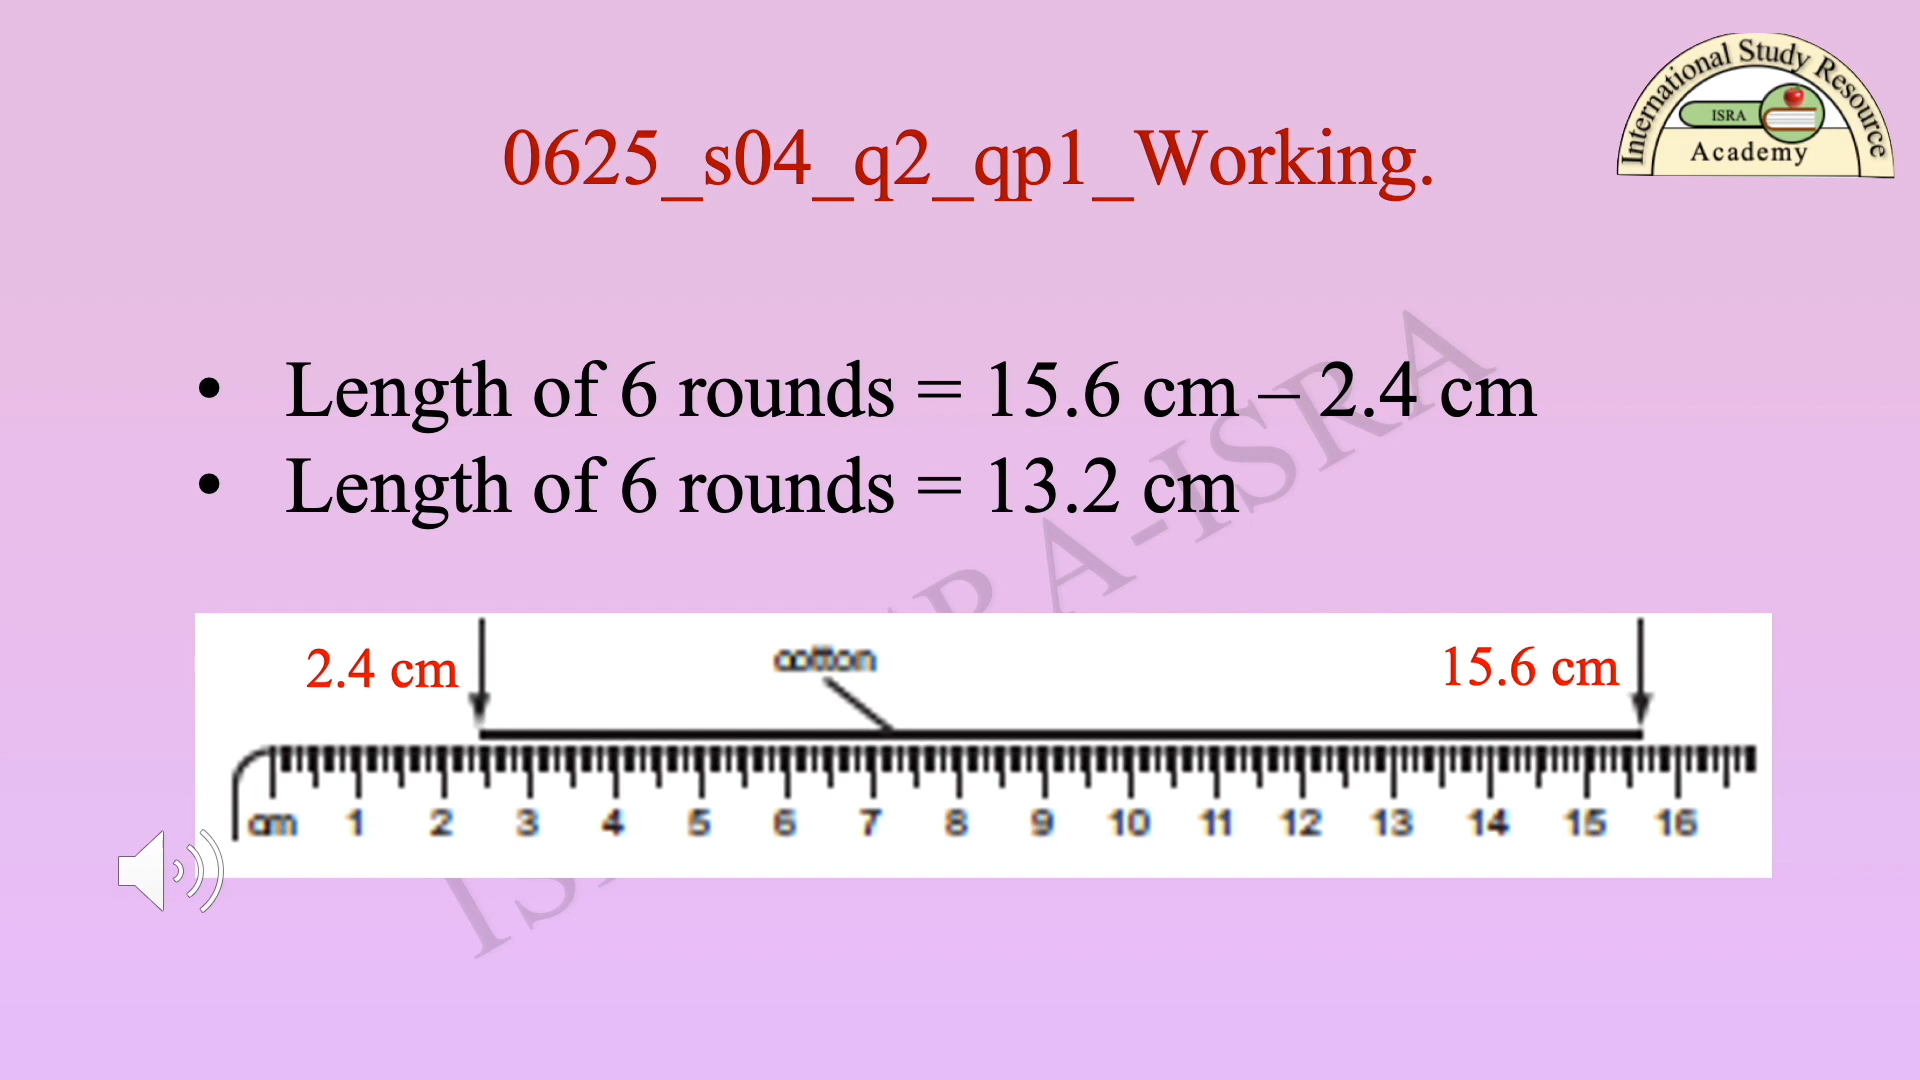 International Study Resource
ISRA
Academy
0625_s04_q2_qp1_Working.
• Length of 6 rounds = 15.6 cm – 2.4 cm
• Length of 6 rounds = 13.2 cm
2.4 cm cotton 15.6 cm
cm 1 2 3 4 5 6 7 8 9 10 11 12 13 14 15 16